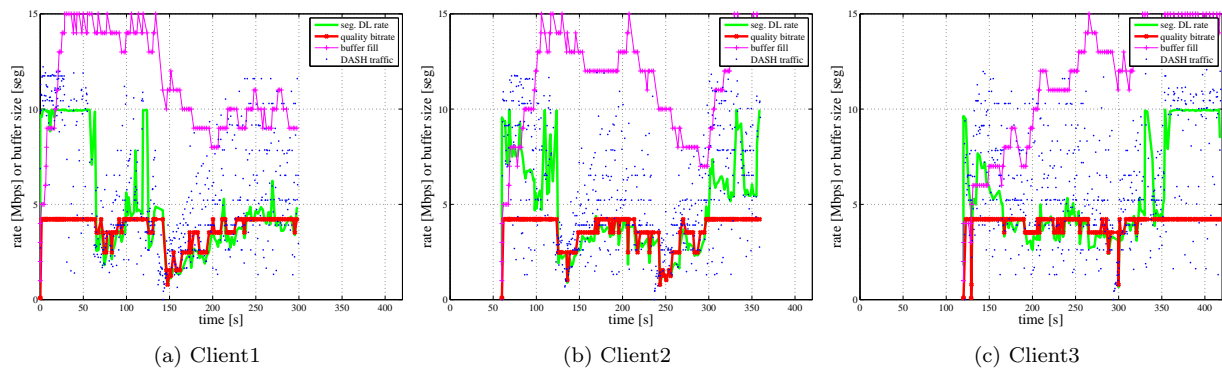 15
10
5
0
rate [Mbps] or buffer size [seg]
0 50 100 150 200 250 300 350 400
time [s]
seg. DL rate
quality bitrate
buffer fill
DASH traffic
(a) Client1
15
10
5
0
rate [Mbps] or buffer size [seg]
0 50 100 150 200 250 300 350 400
time [s]
seg. DL rate
quality bitrate
buffer fill
DASH traffic
(b) Client2
15
10
5
0
rate [Mbps] or buffer size [seg]
0 50 100 150 200 250 300 350 400
time [s]
seg. DL rate
quality bitrate
buffer fill
DASH traffic
(c) Client3